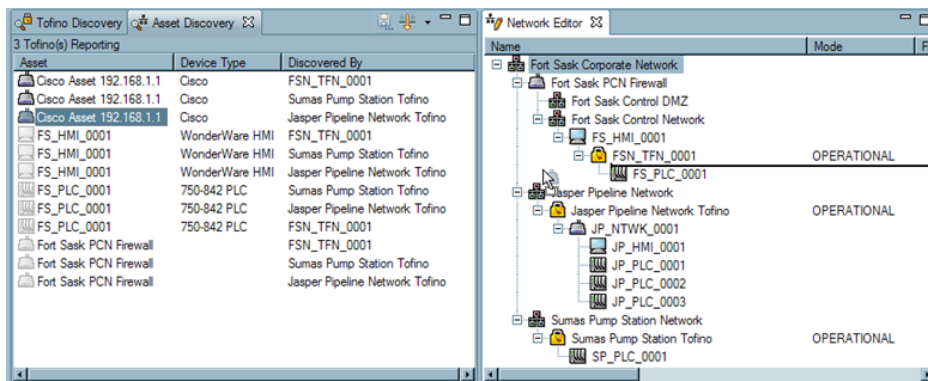 Tofino Discovery Asset Discovery
3 Tofino(s) Reporting
Asset Device Type Discovered By
Cisco Asset 192.168.1.1 Cisco FSN_TFN_0001
Cisco Asset 192.168.1.1 Cisco Sumas Pump Station Tofino
Cisco Asset 192.168.1.1 Cisco Jasper Pipeline Network Tofino
FS_HMI_0001 WonderWare HMI FSN_TFN_0001
FS_HMI_0001 WonderWare HMI Sumas Pump Station Tofino
FS_HMI_0001 WonderWare HMI Jasper Pipeline Network Tofino
FS_PLC_0001 750-842 PLC Sumas Pump Station Tofino
FS_PLC_0001 750-842 PLC Jasper Pipeline Network Tofino
FS_PLC_0001 750-842 PLC FSN_TFN_0001
Fort Sask PCN Firewall FSN_TFN_0001
Fort Sask PCN Firewall Sumas Pump Station Tofino
Fort Sask PCN Firewall Jasper Pipeline Network Tofino
Network Editor
Name Mode F
Fort Sask Corporate Network
Fort Sask PCN Firewall
Fort Sask Control DMZ
Fort Sask Control Network
FS_HMI_0001
FSN_TFN_0001 OPERATIONAL
FS_PLC_0001
Jasper Pipeline Network
Jasper Pipeline Network Tofino OPERATIONAL
JP_NTWK_0001
JP_HMI_0001
JP_PLC_0001
JP_PLC_0002
JP_PLC_0003
Sumas Pump Station Network
Sumas Pump Station Tofino OPERATIONAL
SP_PLC_0001